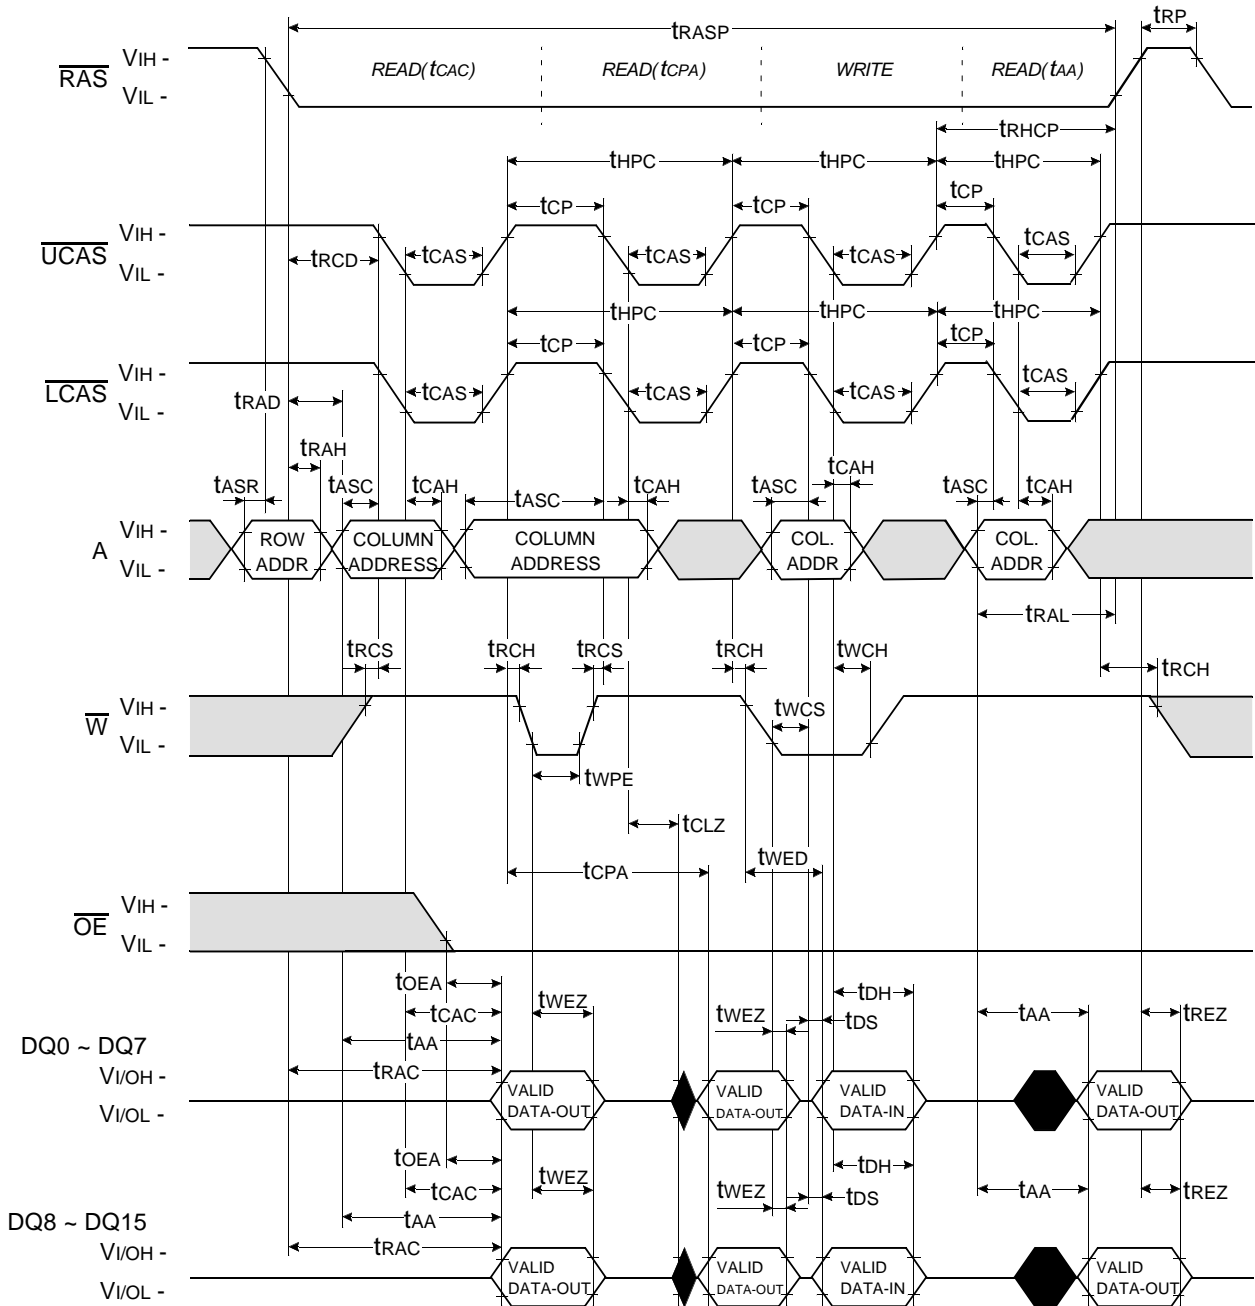 tRP
tRASP
RAS
VIH -
VIL -
READ(tCAC)
READ(tCPA)
WRITE
READ(tAA)
tRHCP
tHPC
tHPC
tHPC
tCP
tCP
tCP
UCAS
VIH -
VIL -
tRCD
tCAS
tCAS
tCAS
tCAS
tHPC
tHPC
tHPC
tCP
tCP
tCP
LCAS
VIH -
VIL -
tCAS
tCAS
tCAS
tCAS
tRAD
tRAH
tASR
tASC
tCAH
tASC
tCAH
tASC
tCAH
tASC
tCAH
A
VIH -
VIL -
ROW
ADDR
COLUMN
ADDRESS
COLUMN
ADDRESS
COL.
ADDR
COL.
ADDR
tRAL
tRCS
tRCH
tRCS
tRCH
tWCH
tRCH
W
VIH -
VIL -
tWCS
tWPE
tCLZ
tCPA
tWED
OE
VIH -
VIL -
tOEA
tCAC
tAA
tRAC
tWEZ
tWEZ
tDH
tDS
tAA
tREZ
DQ0 ~ DQ7
VI/OH -
VI/OL -
VALID
DATA-OUT
VALID
DATA-OUT
VALID
DATA-IN
VALID
DATA-OUT
tOEA
tCAC
tAA
tRAC
tWEZ
tWEZ
tDH
tDS
tAA
tREZ
DQ8 ~ DQ15
VI/OH -
VI/OL -
VALID
DATA-OUT
VALID
DATA-OUT
VALID
DATA-IN
VALID
DATA-OUT